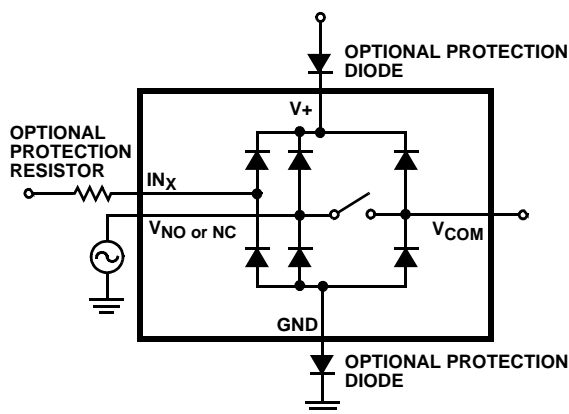 OPTIONAL PROTECTION
DIODE
V+
OPTIONAL
PROTECTION
RESISTOR
INX
VNO or NC
VCOM
GND
OPTIONAL PROTECTION
DIODE